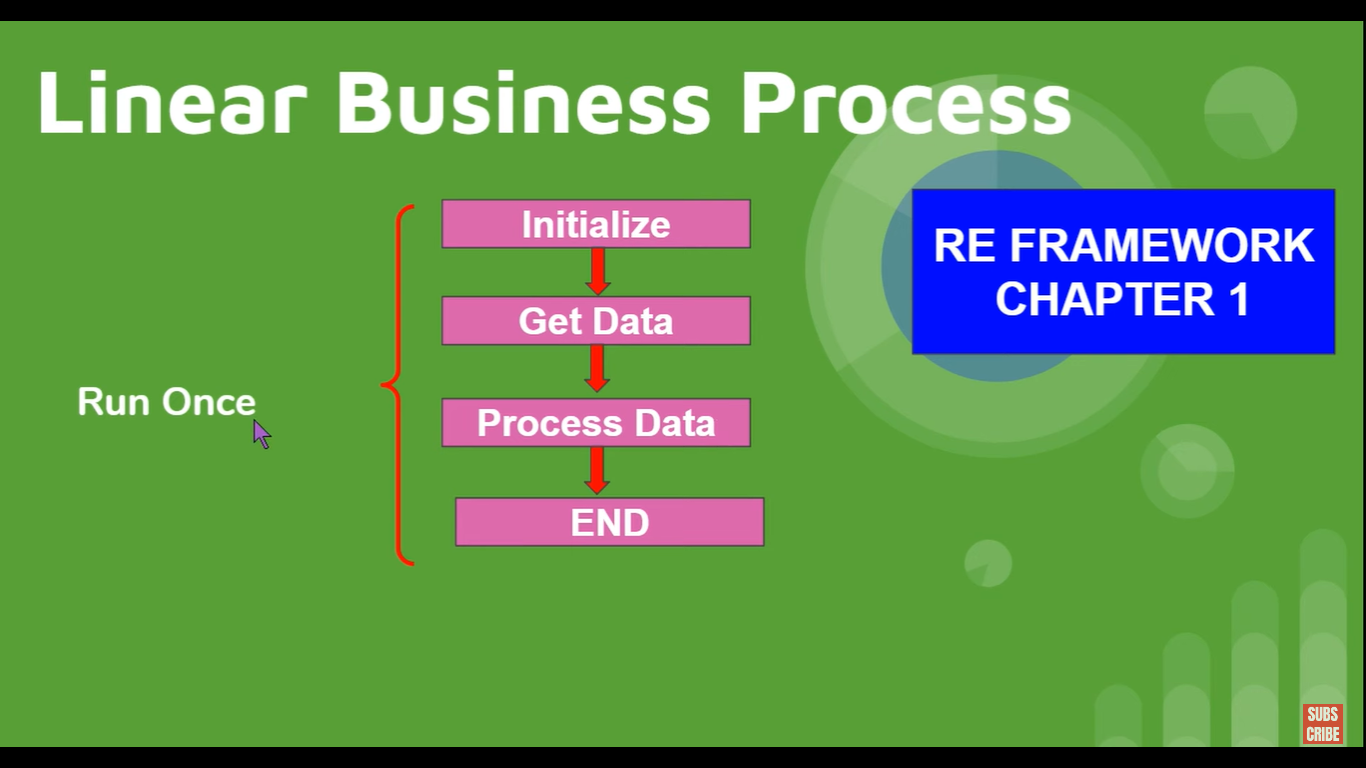 Linear Business Process
Initialize
RE FRAMEWORK
CHAPTER 1
Get Data
Run Once
Process Data
END
SUBS
CRIBE